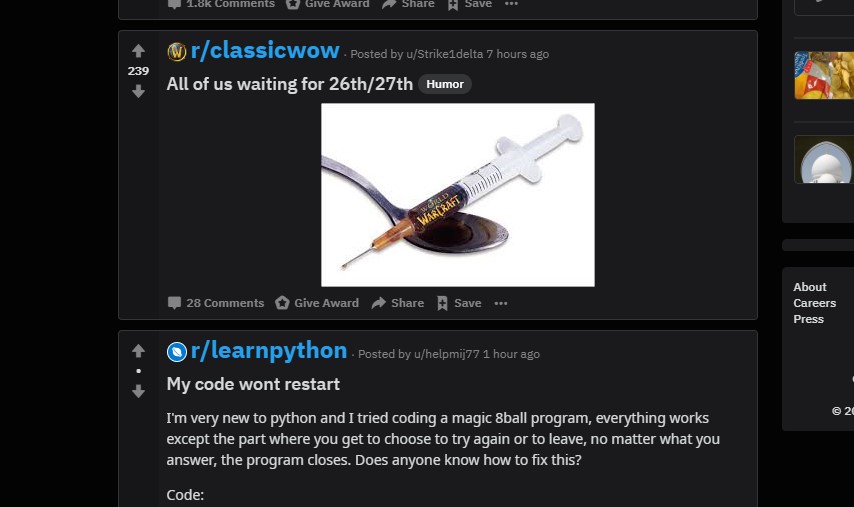 1.8k Comments Give Award Share Save
r/classicwow · Posted by u/Strike1delta 7 hours ago
239
All of us waiting for 26th/27th Humor
WORLD
WARCRAFT
28 Comments Give Award Share Save
r/learnpython · Posted by u/helpmij77 1 hour ago
My code wont restart
I'm very new to python and I tried coding a magic 8ball program, everything works
except the part where you get to choose to try again or to leave, no matter what you
answer, the program closes. Does anyone know how to fix this?
Code:
About
Careers
Press
© 20